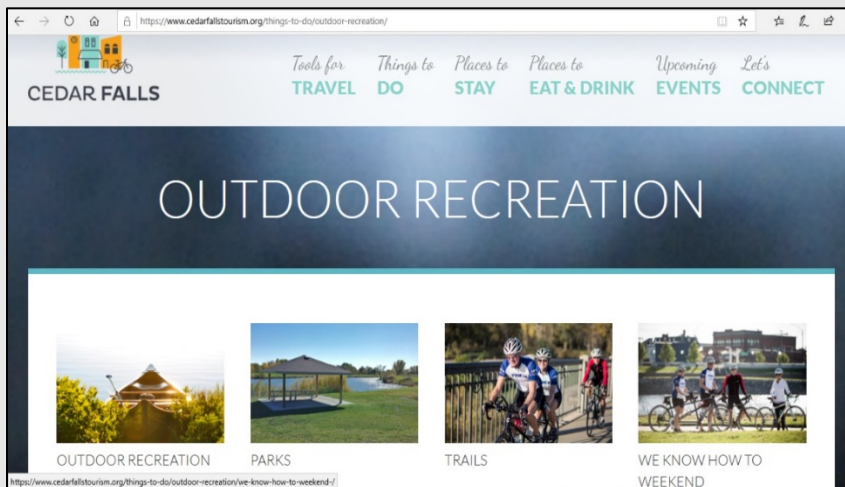 https://www.cedarfallstourism.org/things-to-do/outdoor-recreation/
CEDAR FALLS
Tools for
TRAVEL
Things to
DO
Places to
STAY
Places to
EAT & DRINK
Upcoming
EVENTS
Let's
CONNECT
OUTDOOR RECREATION
OUTDOOR RECREATION
PARKS
TRAILS
WE KNOW HOW TO
WEEKEND
https://www.cedarfallstourism.org/things-to-do/outdoor-recreation/we-know-how-to-weekend-/